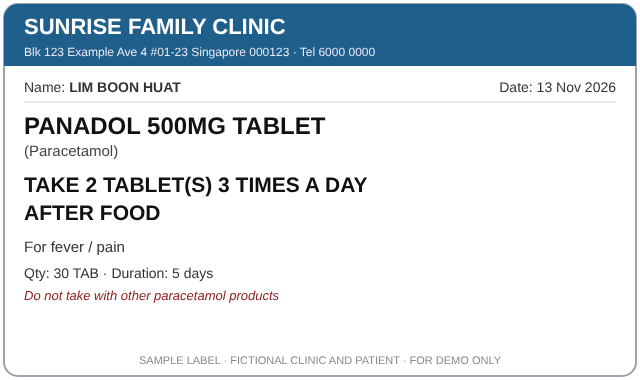 SUNRISE FAMILY CLINIC
Blk 123 Example Ave 4 #01-23 Singapore 000123 · Tel 6000 0000
Name: LIM BOON HUAT Date: 13 Nov 2026
PANADOL 500MG TABLET
(Paracetamol)
TAKE 2 TABLET(S) 3 TIMES A DAY
AFTER FOOD
For fever / pain
Qty: 30 TAB · Duration: 5 days
Do not take with other paracetamol products
SAMPLE LABEL · FICTIONAL CLINIC AND PATIENT · FOR DEMO ONLY